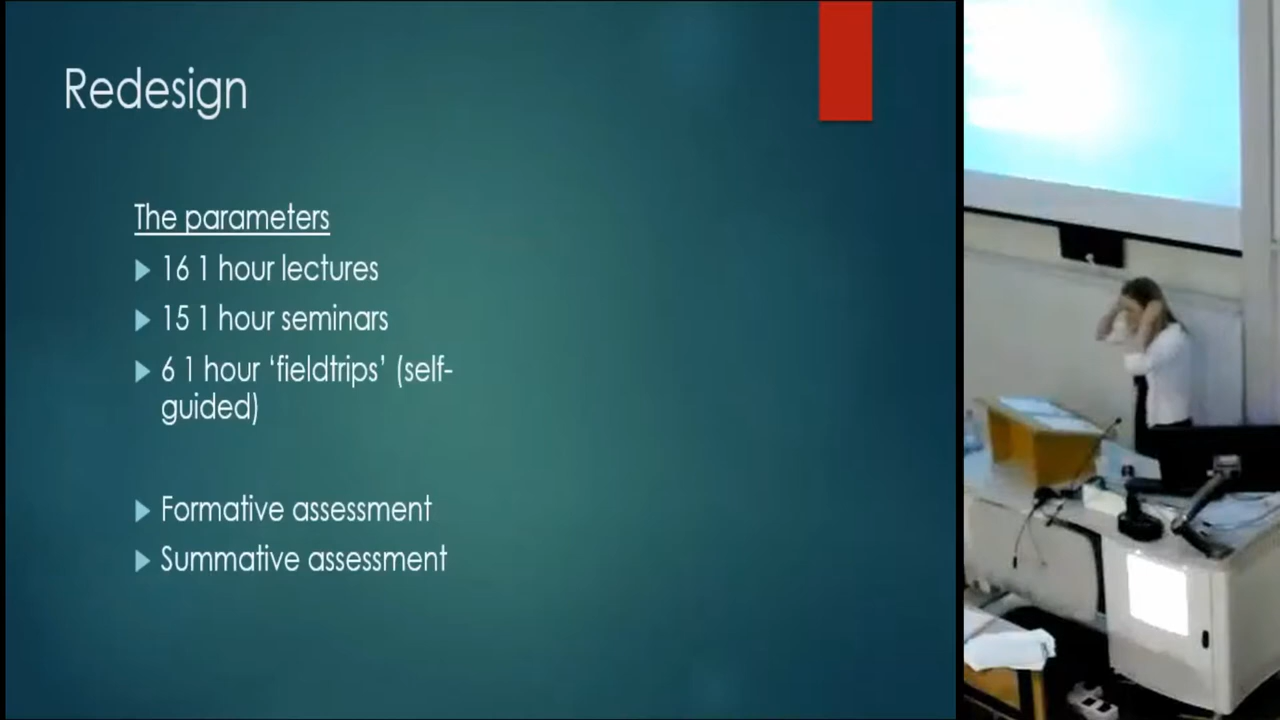 Redesign
The parameters
16 1 hour lectures
15 1 hour seminars
6 1 hour ‘fieldtrips’ (self-
guided)
Formative assessment
Summative assessment